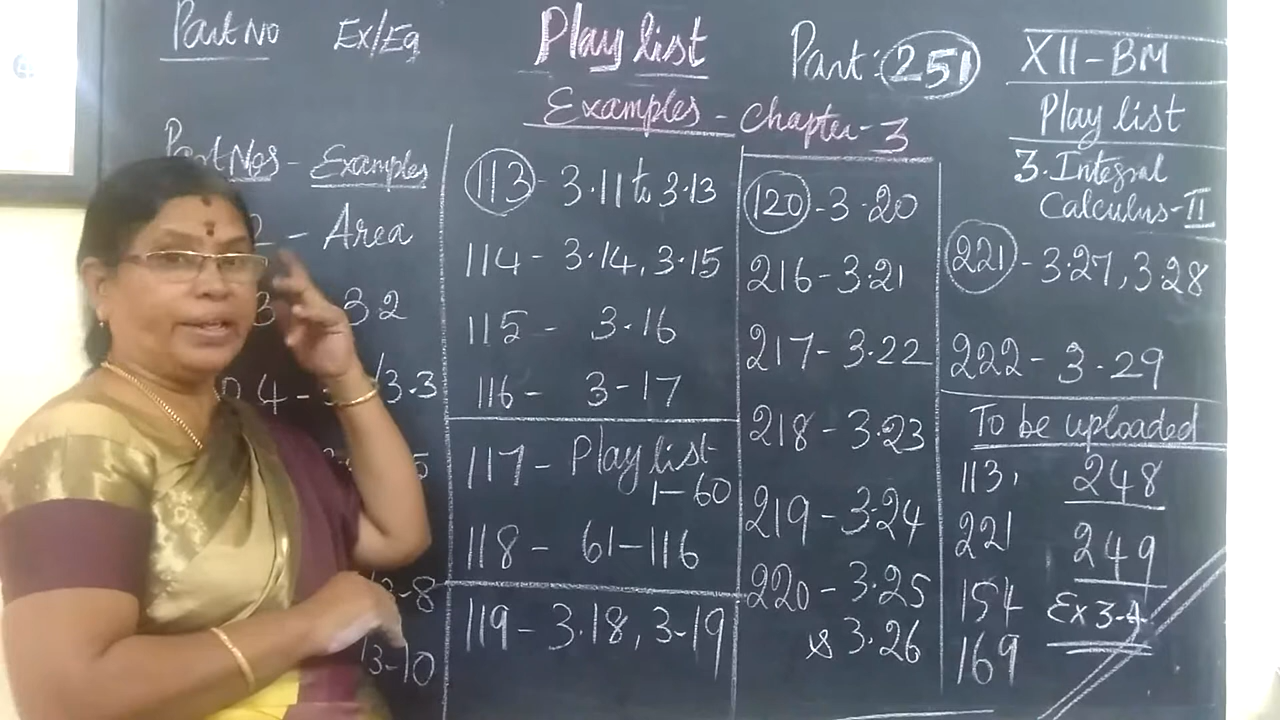 Part No Ex/Eg
Play list
Part: 251
XII-BM
Examples - Chapter-3
Play list
3. Integral
Calculus-II
Part Nos - Examples
2 - Area
3 3.2
4 - /3.3
5
3-8
/3-10
113 - 3.11 to 3.13
114 - 3.14, 3.15
115 - 3.16
116 - 3-17
117 - Play list
1-60
118 - 61-116
119 - 3.18, 3-19
120 - 3.20
216 - 3.21
217 - 3.22
218 - 3.23
219 - 3.24
220 - 3.25
& 3.26
221 - 3.27, 3.28
222 - 3.29
To be uploaded
113, 248
221 249
154 Ex 3.4
169